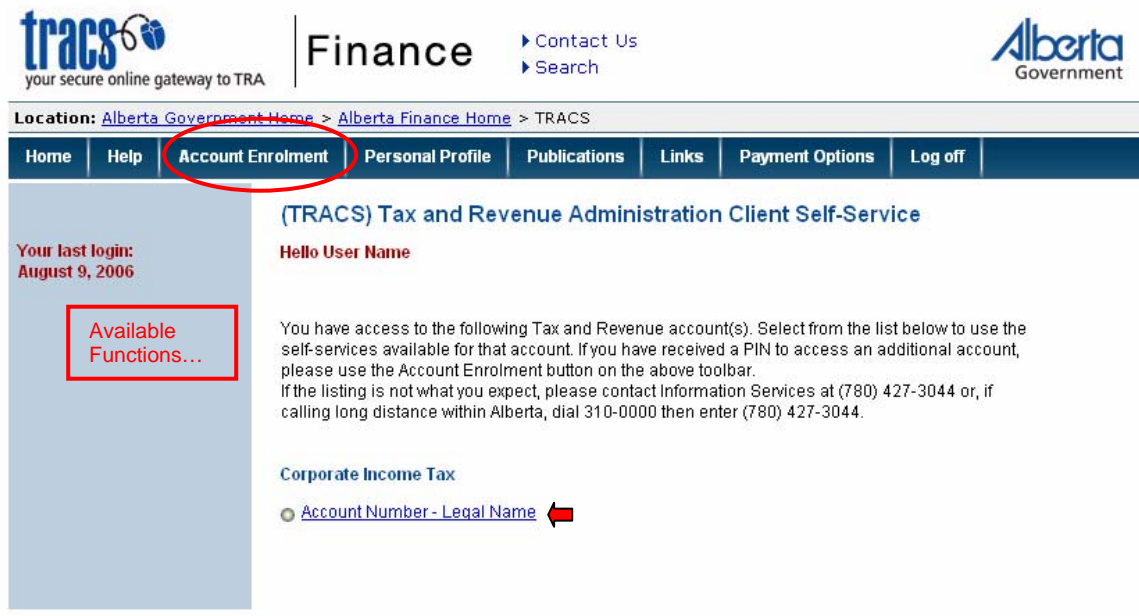 tracs
your secure online gateway to TRA
Finance
Contact Us
Search
Alberta
Government
Location: Alberta Government Home > Alberta Finance Home > TRACS
Home Help Account Enrolment Personal Profile Publications Links Payment Options Log off
Your last login:
August 9, 2006
Available
Functions…
(TRACS) Tax and Revenue Administration Client Self-Service
Hello User Name
You have access to the following Tax and Revenue account(s). Select from the list below to use the
self-services available for that account. If you have received a PIN to access an additional account,
please use the Account Enrolment button on the above toolbar.
If the listing is not what you expect, please contact Information Services at (780) 427-3044 or, if
calling long distance within Alberta, dial 310-0000 then enter (780) 427-3044.
Corporate Income Tax
Account Number - Legal Name